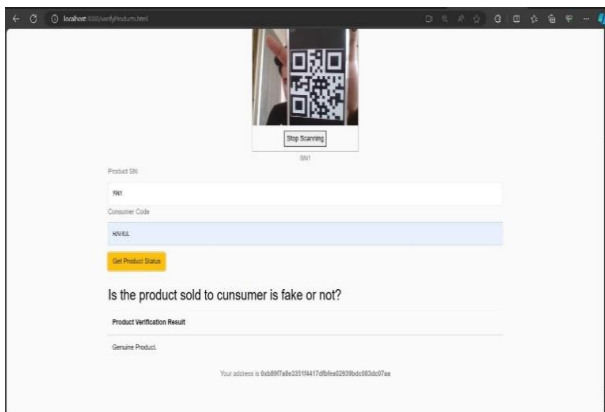 localhost
Stop Scanning
SN1
Product SN
SN1
Consumer Code
Get Product Status
Is the product sold to cunsumer is fake or not?
Product Verification Result
Genuine Product.
Your address is